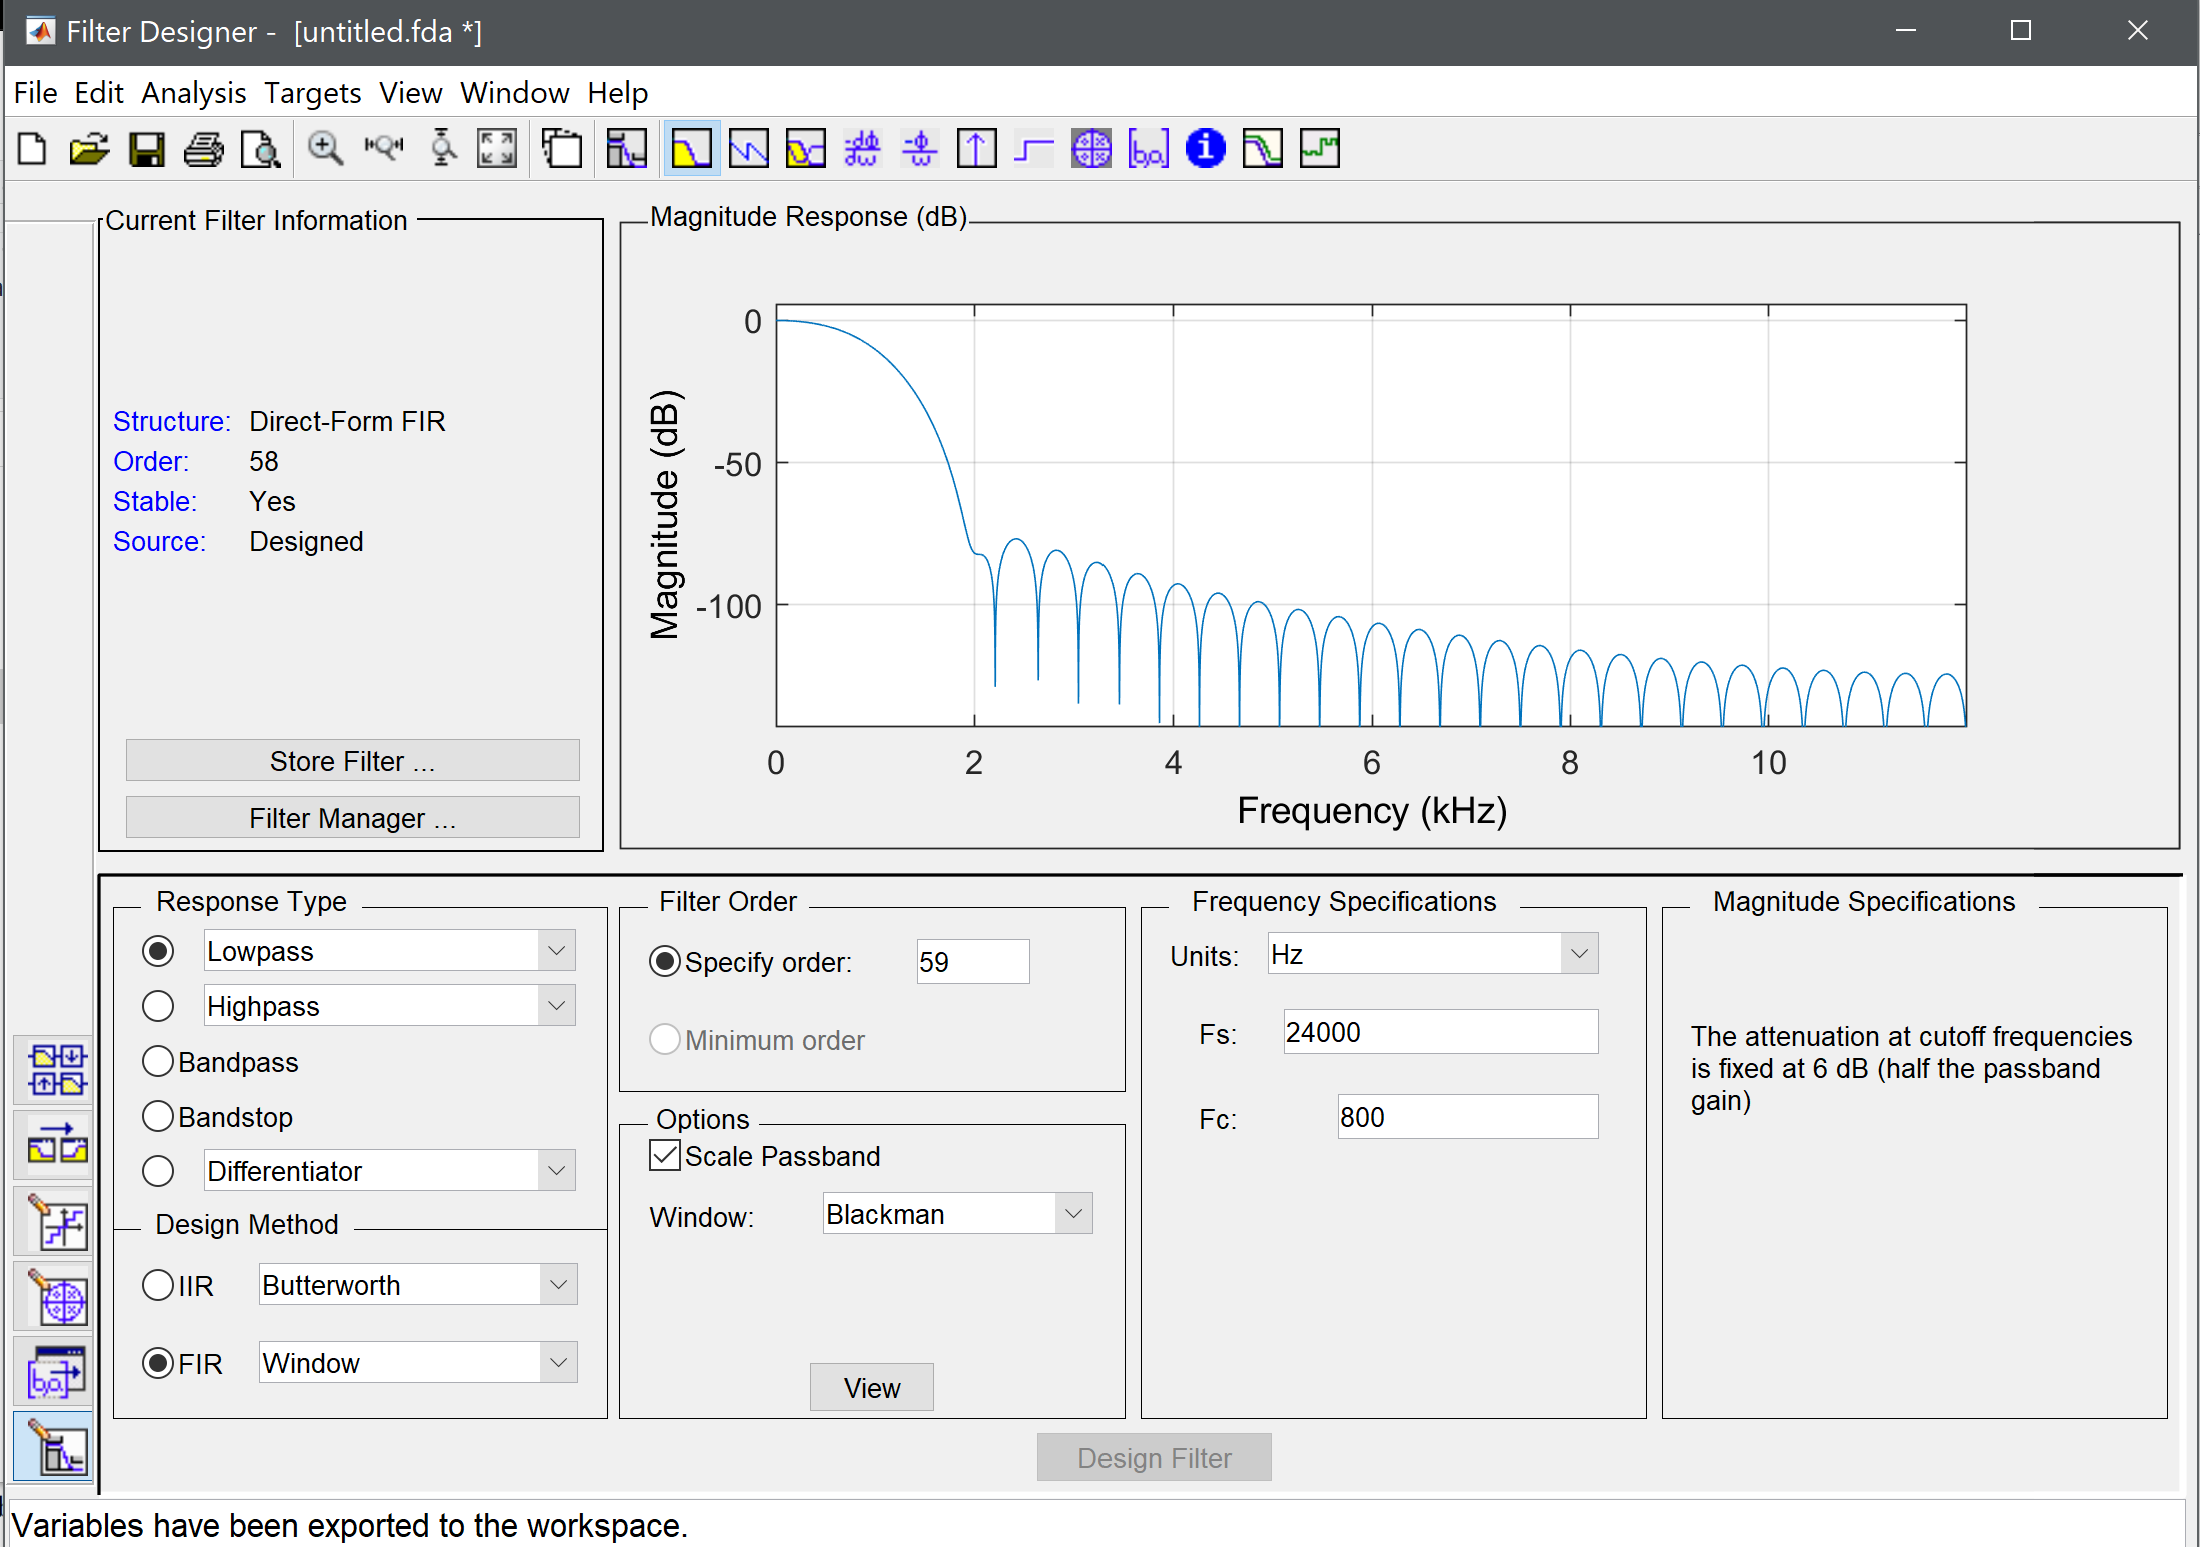 Filter Designer - [untitled.fda *]
File Edit Analysis Targets View Window Help
Current Filter Information
Structure: Direct-Form FIR
Order: 58
Stable: Yes
Source: Designed
Store Filter ...
Filter Manager ...
Magnitude Response (dB)
0
-50
-100
Magnitude (dB)
0 2 4 6 8 10
Frequency (kHz)
Response Type
Lowpass
Highpass
Bandpass
Bandstop
Differentiator
Design Method
IIR Butterworth
FIR Window
Filter Order
Specify order: 59
Minimum order
Options
Scale Passband
Window: Blackman
View
Frequency Specifications
Units: Hz
Fs: 24000
Fc: 800
Magnitude Specifications
The attenuation at cutoff frequencies
is fixed at 6 dB (half the passband
gain)
Design Filter
Variables have been exported to the workspace.